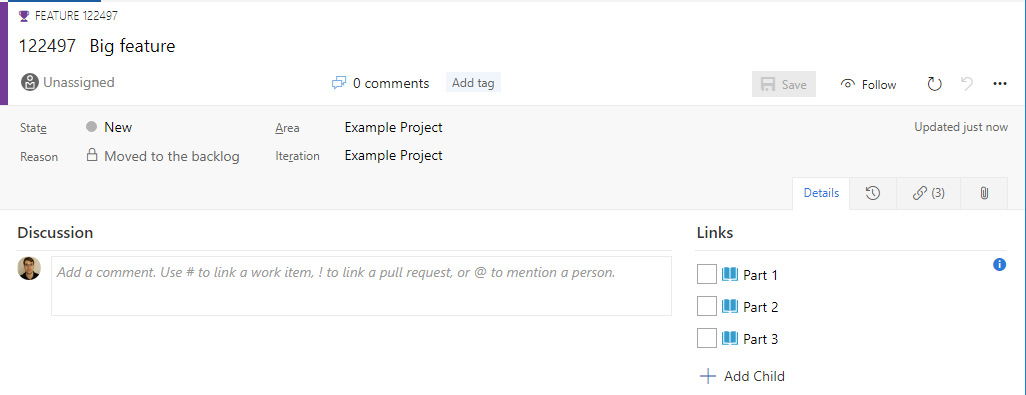 FEATURE 122497
122497 Big feature
Unassigned 0 comments Add tag Save Follow
State New Area Example Project Updated just now
Reason Moved to the backlog Iteration Example Project
Details (3)
Discussion Links
Add a comment. Use # to link a work item, ! to link a pull request, or @ to mention a person.
Part 1
Part 2
Part 3
Add Child